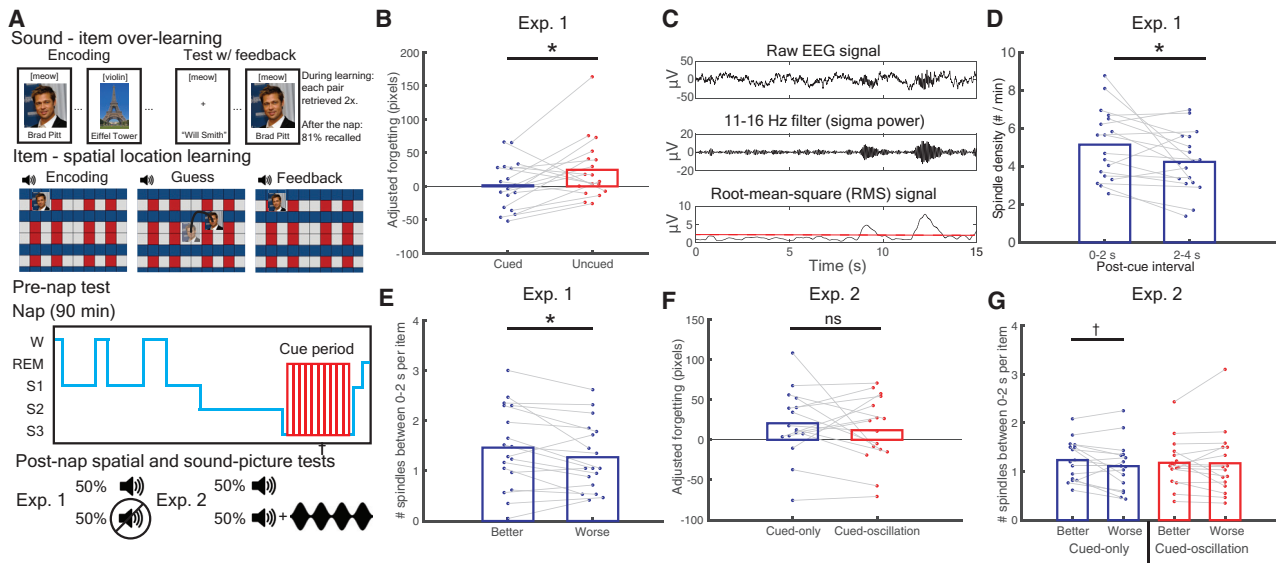 A
Sound - item over-learning
Encoding
Test w/ feedback
[meow]
[violin]
[meow]
[meow]
...
...
...
+
Brad Pitt
Eiffel Tower
"Will Smith"
Brad Pitt
During learning:
each pair
retrieved 2x.
After the nap:
81% recalled
Item - spatial location learning
Encoding
Guess
Feedback
Pre-nap test
Nap (90 min)
W
REM
S1
S2
S3
Cue period
†
Post-nap spatial and sound-picture tests
Exp. 1
50%
50%
Exp. 2
50%
50%
+
B
Exp. 1
*
Adjusted forgetting (pixels)
200
150
100
50
0
-50
-100
Cued
Uncued
C
Raw EEG signal
µV
50
0
-50
11-16 Hz filter (sigma power)
µV
20
0
-20
Root-mean-square (RMS) signal
µV
10
5
0
0
5
10
15
Time (s)
D
Exp. 1
*
Spindle density (# / min)
10
8
6
4
2
0
0-2 s
2-4 s
Post-cue interval
E
Exp. 1
*
# spindles between 0-2 s per item
4
3
2
1
0
Better
Worse
F
Exp. 2
ns
Adjusted forgetting (pixels)
150
100
50
0
-50
-100
Cued-only
Cued-oscillation
G
Exp. 2
†
# spindles between 0-2 s per item
4
3
2
1
0
Better
Worse
Better
Worse
Cued-only
Cued-oscillation